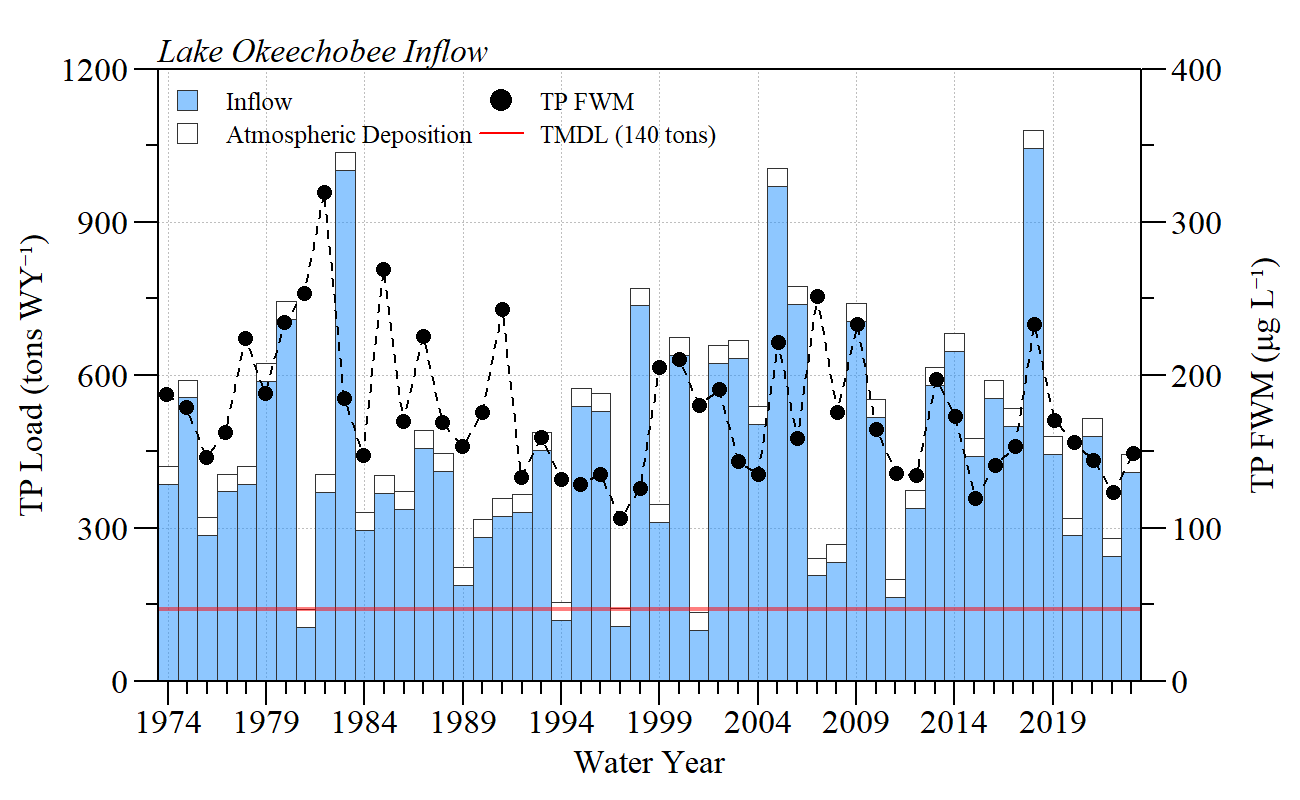 Lake Okeechobee Inflow
1200
900
600
300
0
400
300
200
100
0
TP Load (tons WY⁻¹)
TP FWM (µg L⁻¹)
Inflow
TP FWM
Atmospheric Deposition
TMDL (140 tons)
1974 1979 1984 1989 1994 1999 2004 2009 2014 2019
Water Year